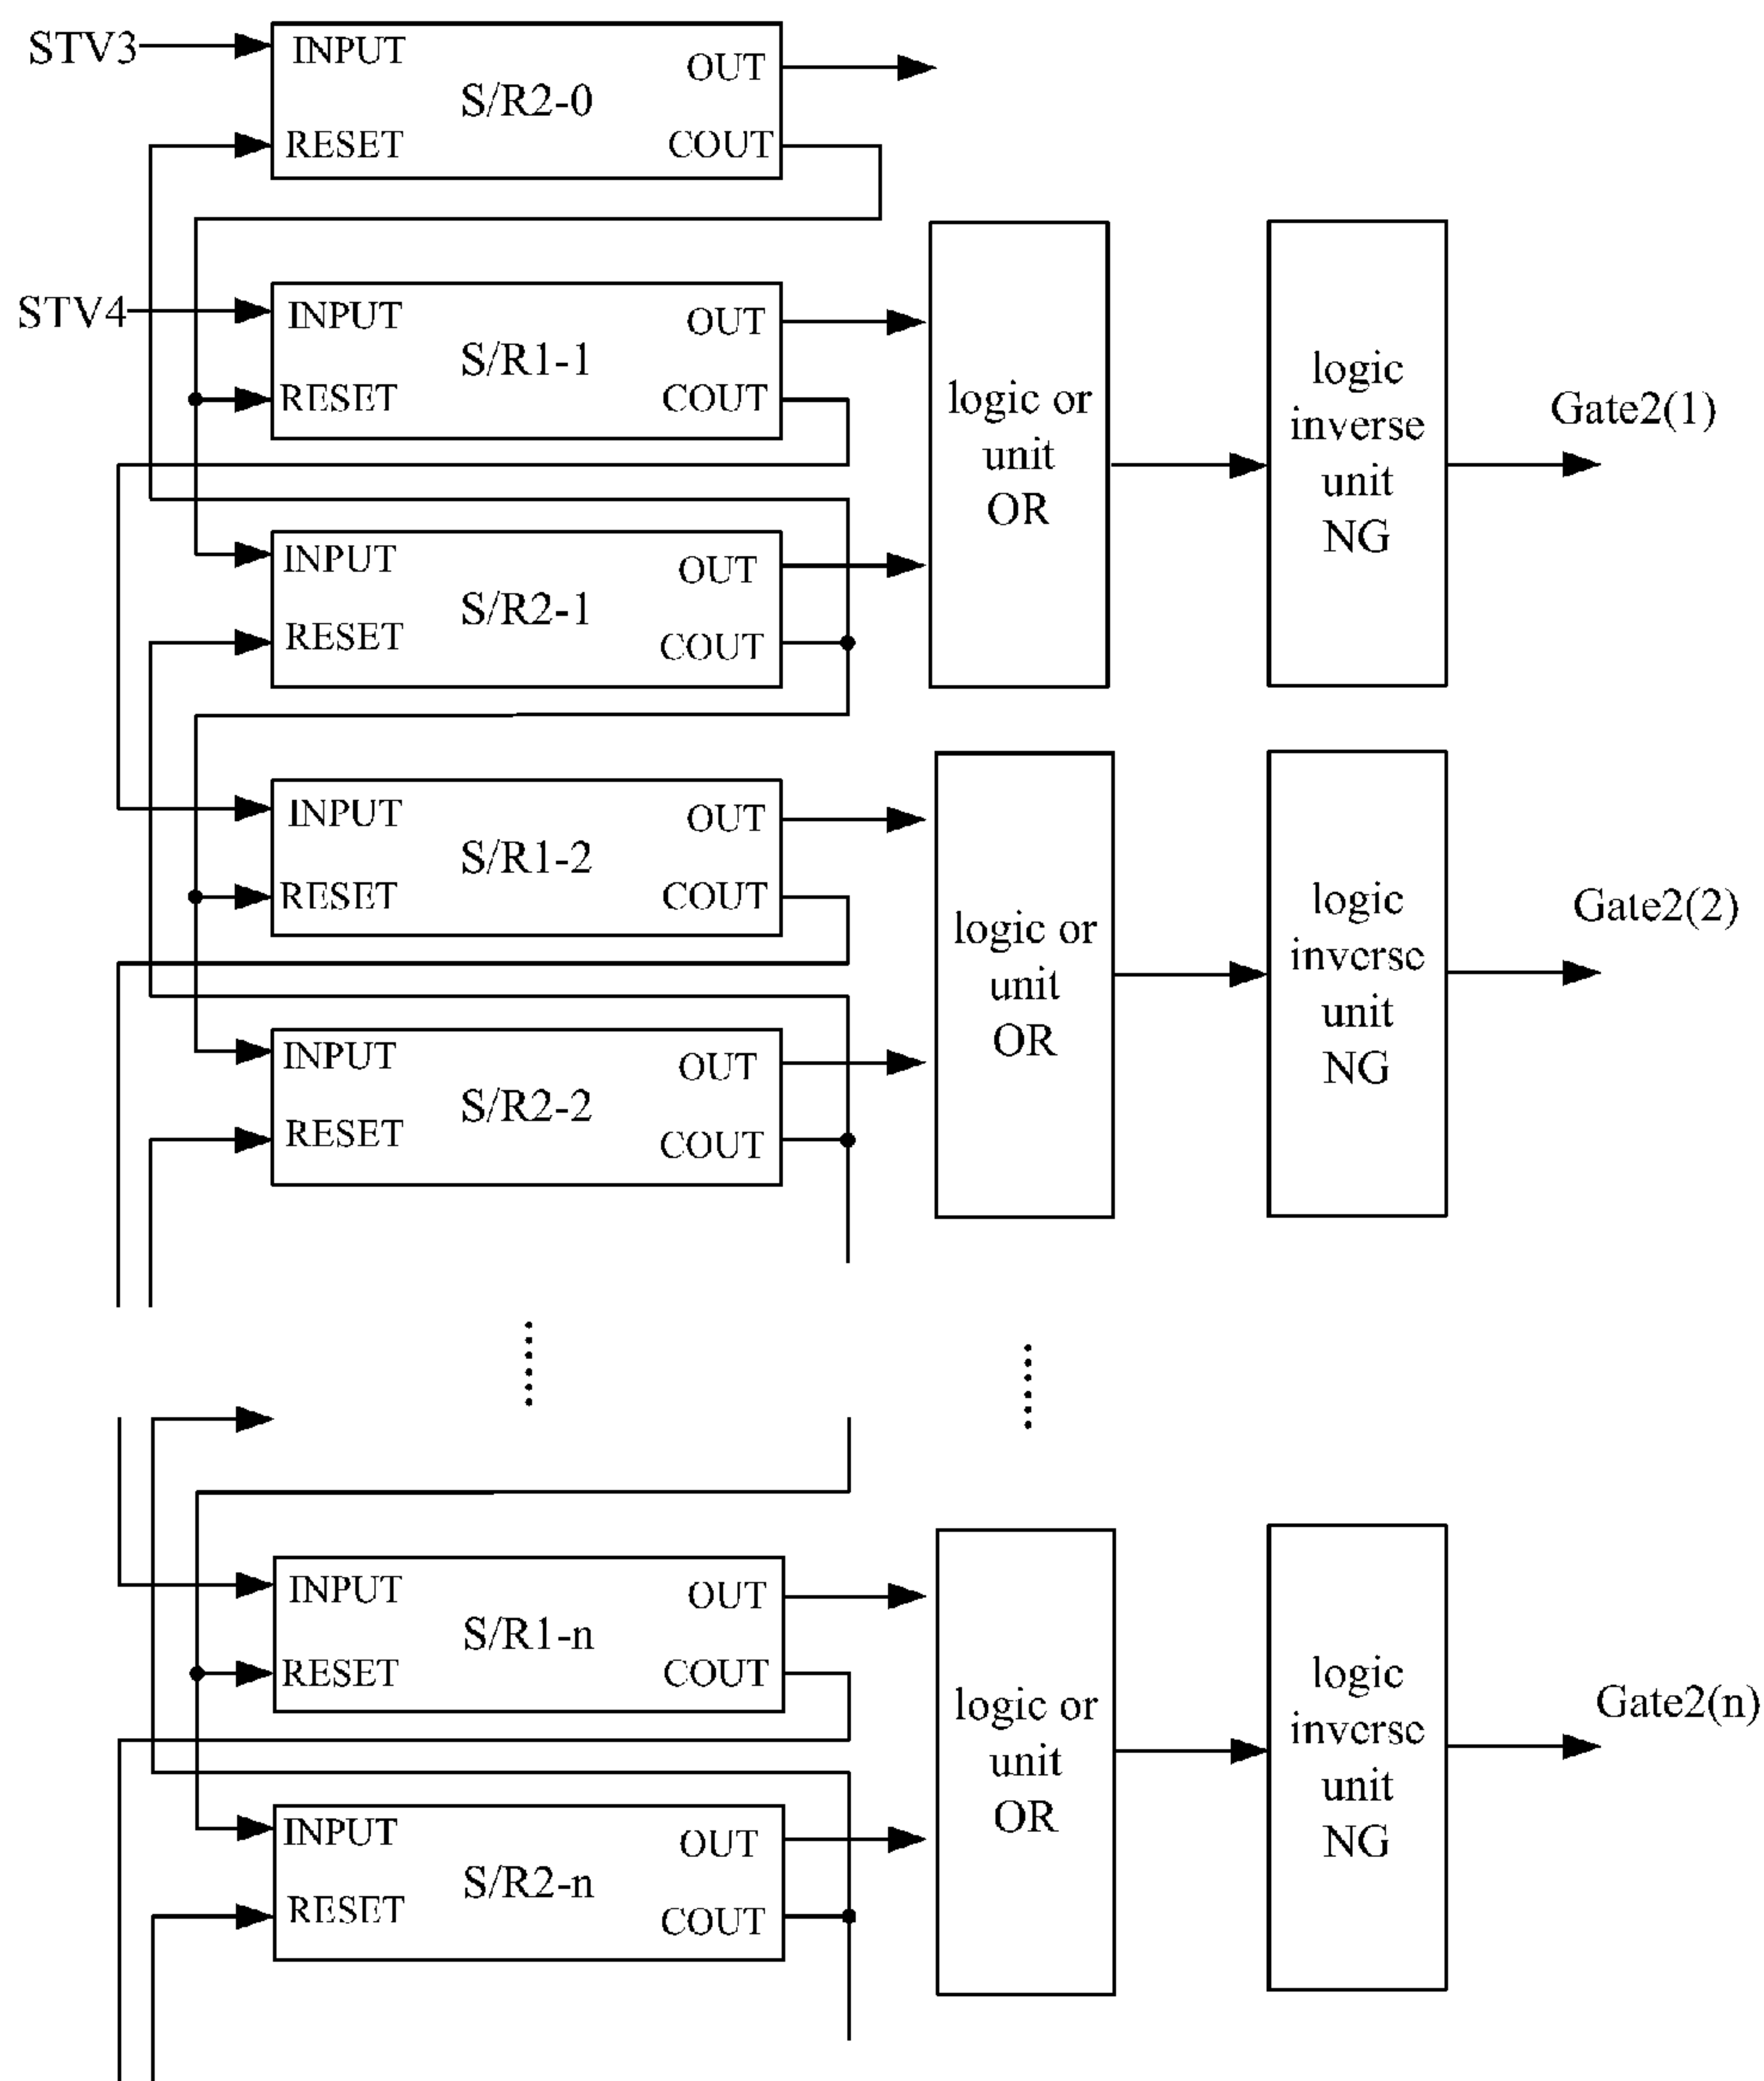 STV3
INPUT
OUT
S/R2-0
RESET
COUT
STV4
INPUT
OUT
S/R1-1
RESET
COUT
INPUT
OUT
S/R2-1
RESET
COUT
logic or
unit
OR
logic
inverse
unit
NG
Gate2(1)
INPUT
OUT
S/R1-2
RESET
COUT
INPUT
OUT
S/R2-2
RESET
COUT
logic or
unit
OR
logic
inverse
unit
NG
Gate2(2)
INPUT
OUT
S/R1-n
RESET
COUT
INPUT
OUT
S/R2-n
RESET
COUT
logic or
unit
OR
logic
inverse
unit
NG
Gate2(n)